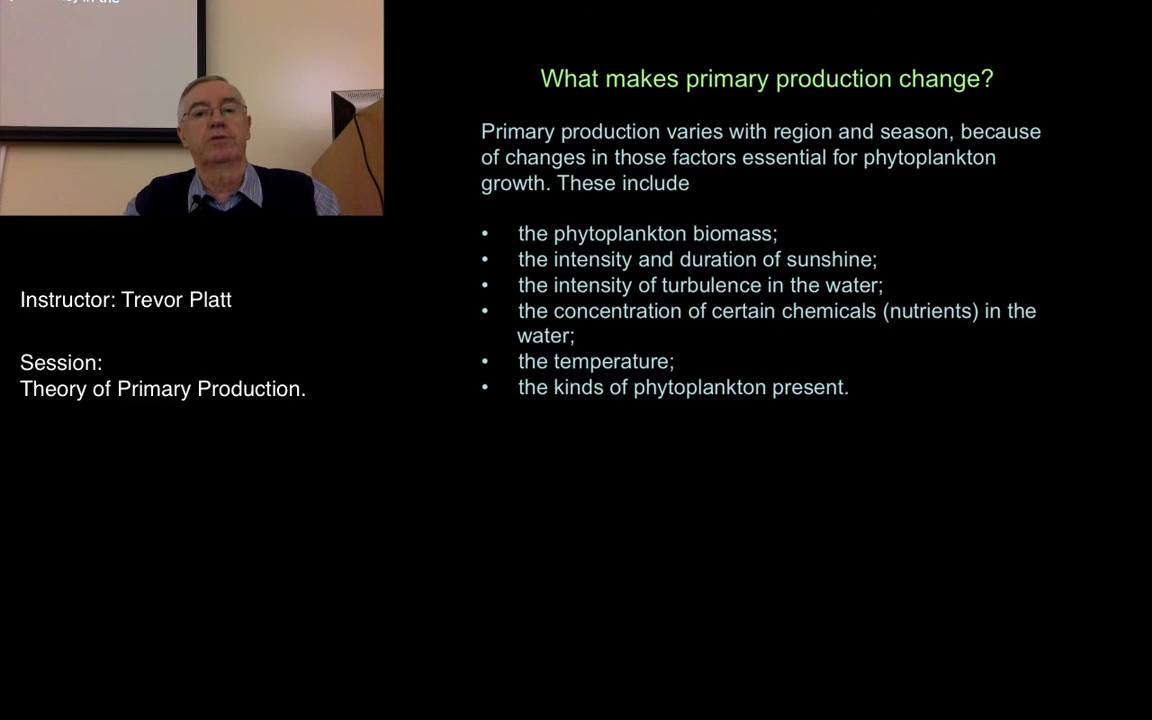 in the
What makes primary production change?
Primary production varies with region and season, because
of changes in those factors essential for phytoplankton
growth. These include
• the phytoplankton biomass;
• the intensity and duration of sunshine;
• the intensity of turbulence in the water;
• the concentration of certain chemicals (nutrients) in the
water;
• the temperature;
• the kinds of phytoplankton present.
Instructor: Trevor Platt
Session:
Theory of Primary Production.